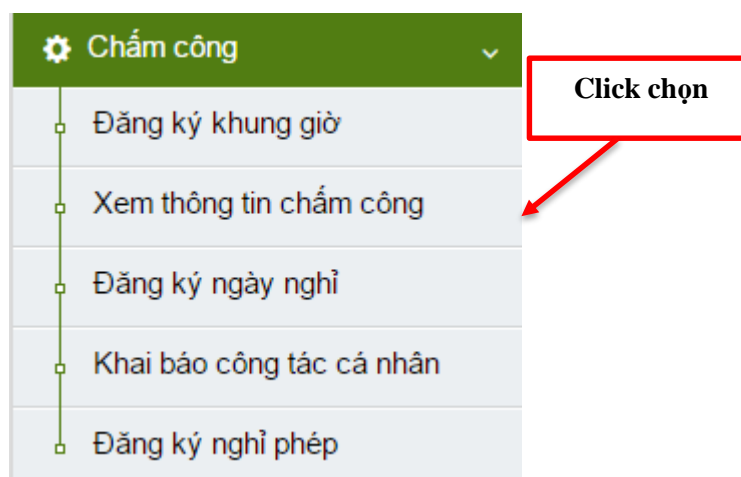 Chấm công
Click chọn
Đăng ký khung giờ
Xem thông tin chấm công
Đăng ký ngày nghỉ
Khai báo công tác cá nhân
Đăng ký nghỉ phép